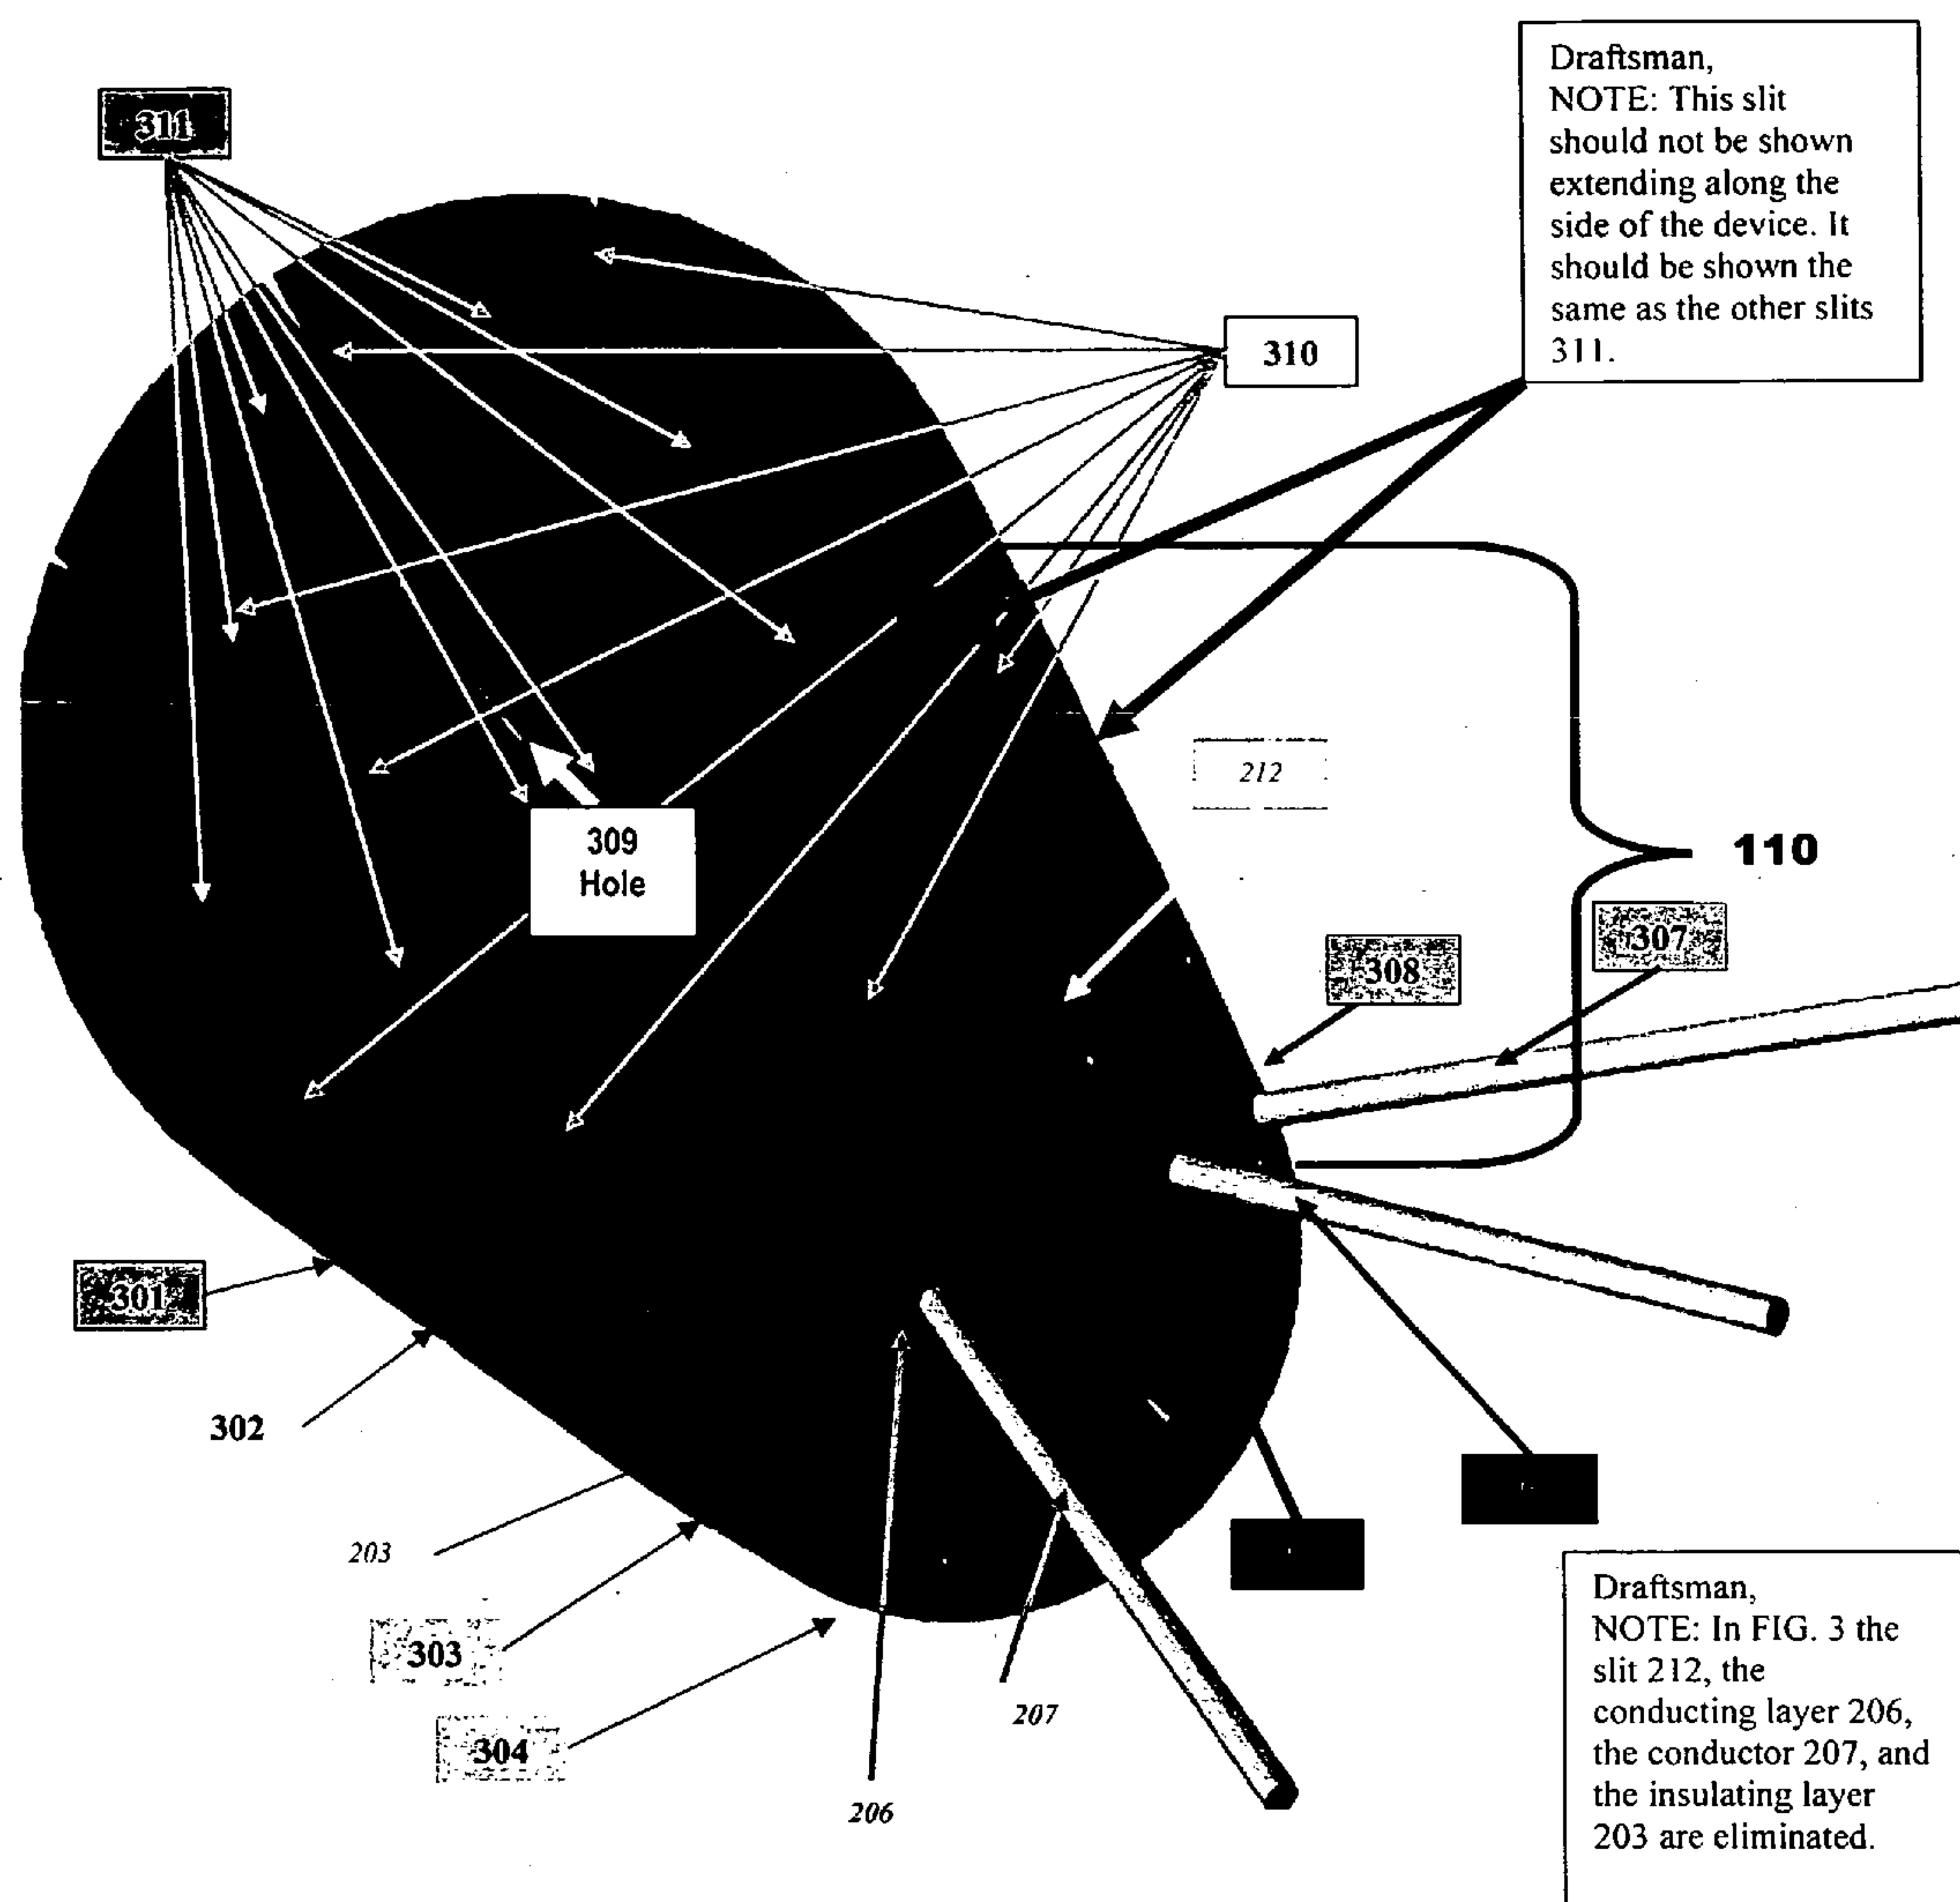 Draftsman,
NOTE: This slit
should not be shown
extending along the
side of the device. It
should be shown the
same as the other slits
311.
311
310
212
309
Hole
110
307
308
301
302
203
303
304
207
206
Draftsman,
NOTE: In FIG. 3 the
slit 212, the
conducting layer 206,
the conductor 207, and
the insulating layer
203 are eliminated.